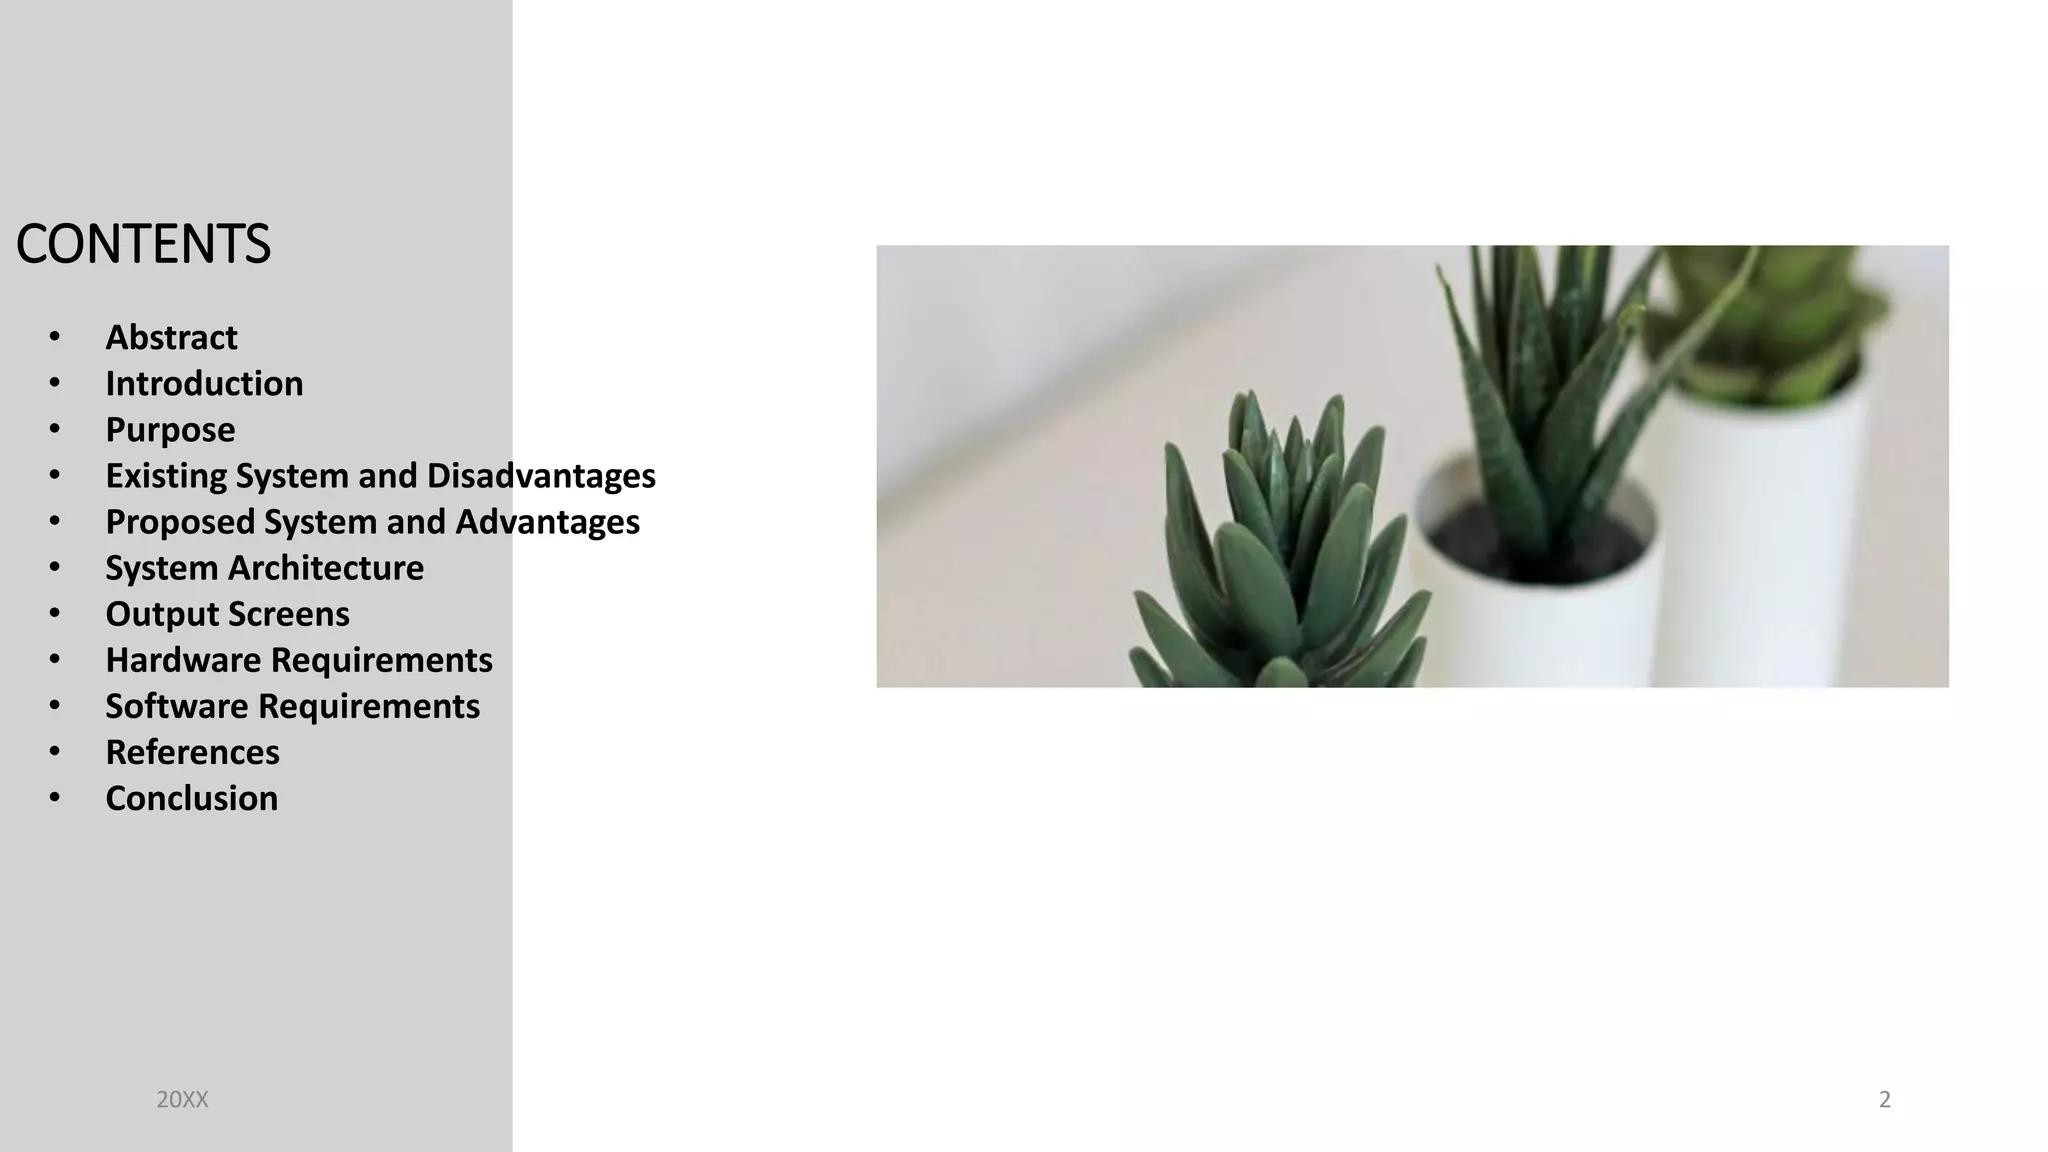 CONTENTS
• Abstract
• Introduction
• Purpose
• Existing System and Disadvantages
• Proposed System and Advantages
• System Architecture
• Output Screens
• Hardware Requirements
• Software Requirements
• References
• Conclusion
20XX
2